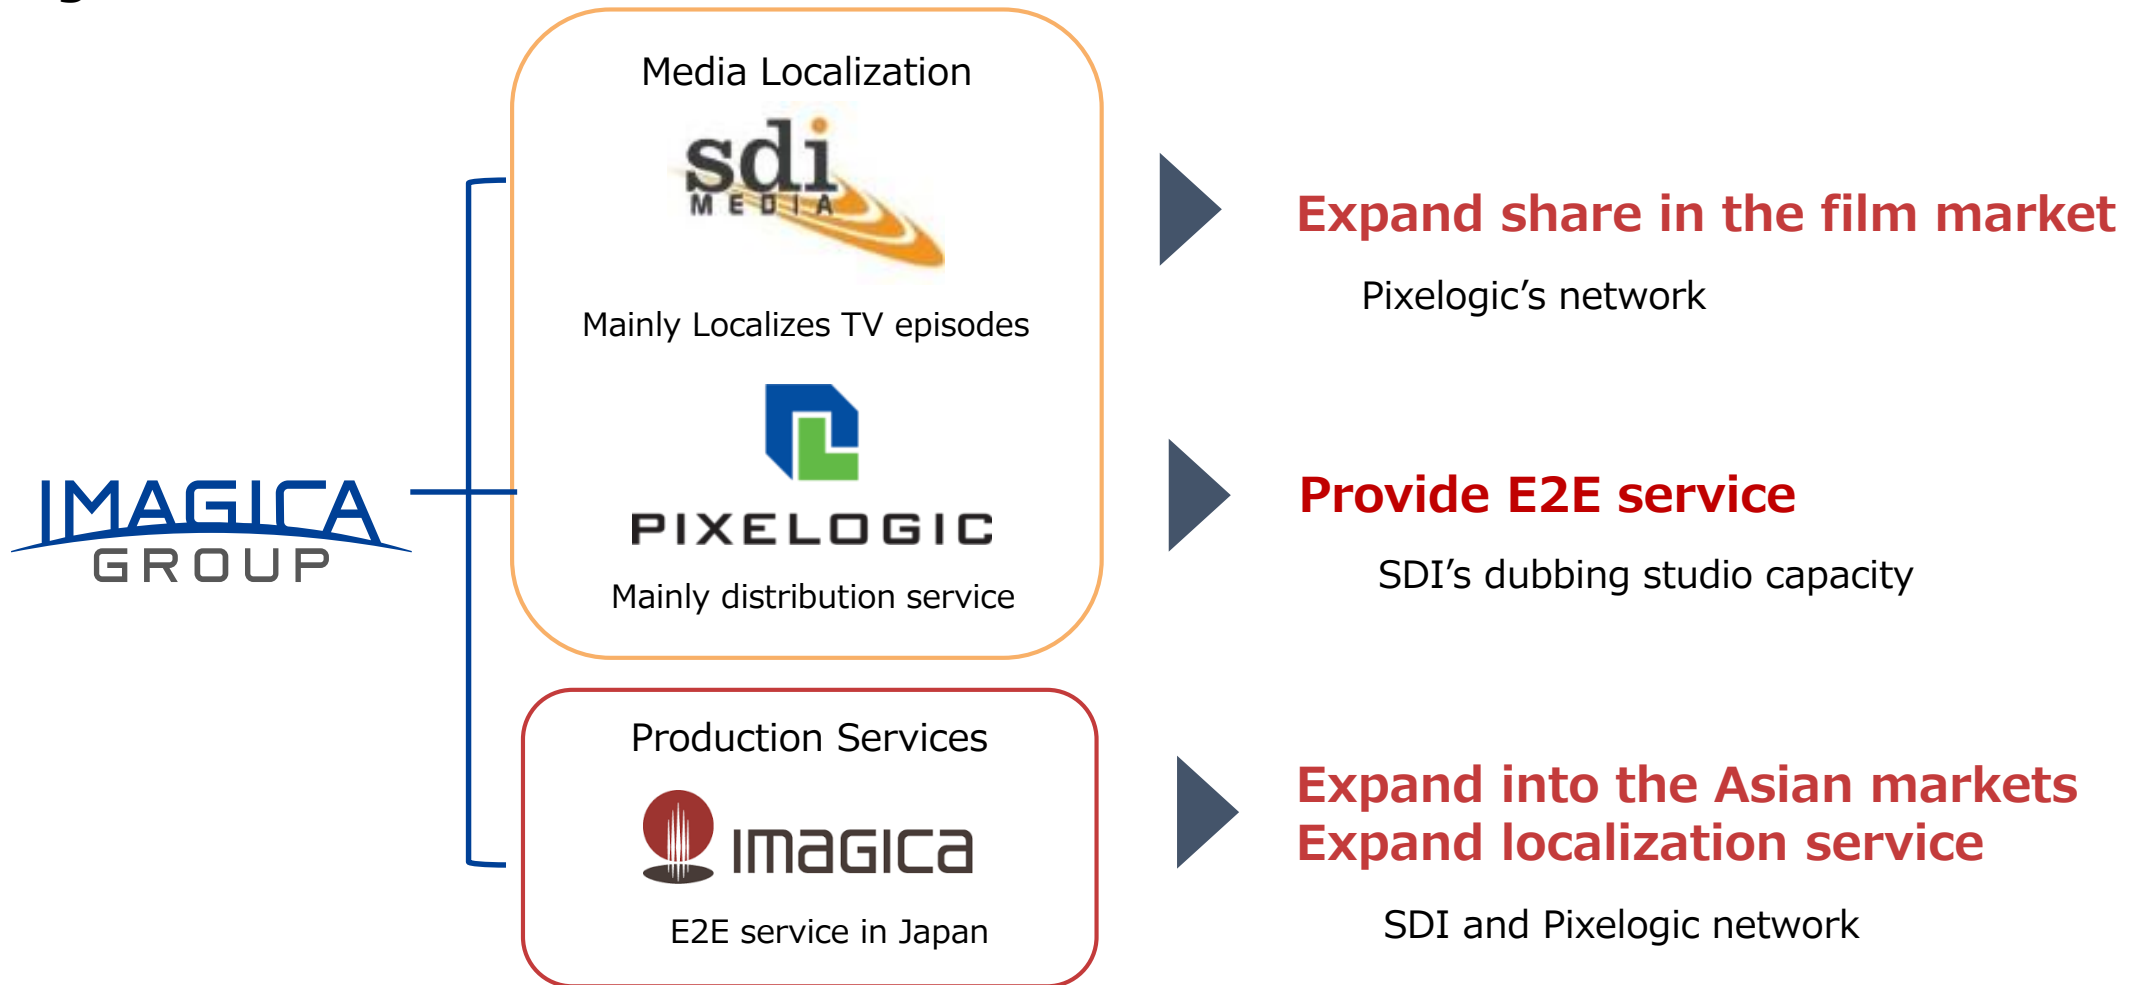 Media Localization
sdi
MEDIA
Mainly Localizes TV episodes
PIXELOGIC
Mainly distribution service
IMAGICA
GROUP
Production Services
IMAGICA
E2E service in Japan
Expand share in the film market
Pixelogic’s network
Provide E2E service
SDI’s dubbing studio capacity
Expand into the Asian markets
Expand localization service
SDI and Pixelogic network